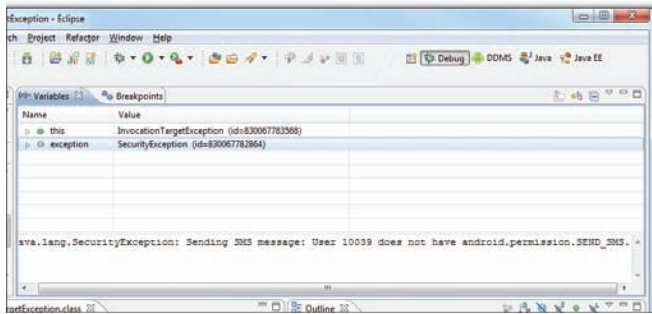 tException - Eclipse
ch Project Refactor Window Help
Debug DDMS Java Java EE
Variables Breakpoints
Name Value
this InvocationTargetException (id=830067783568)
exception SecurityException (id=830067782864)
ava.lang.SecurityException: Sending SMS message: User 10039 does not have android.permission.SEND_SMS.
rgetException.class Outline